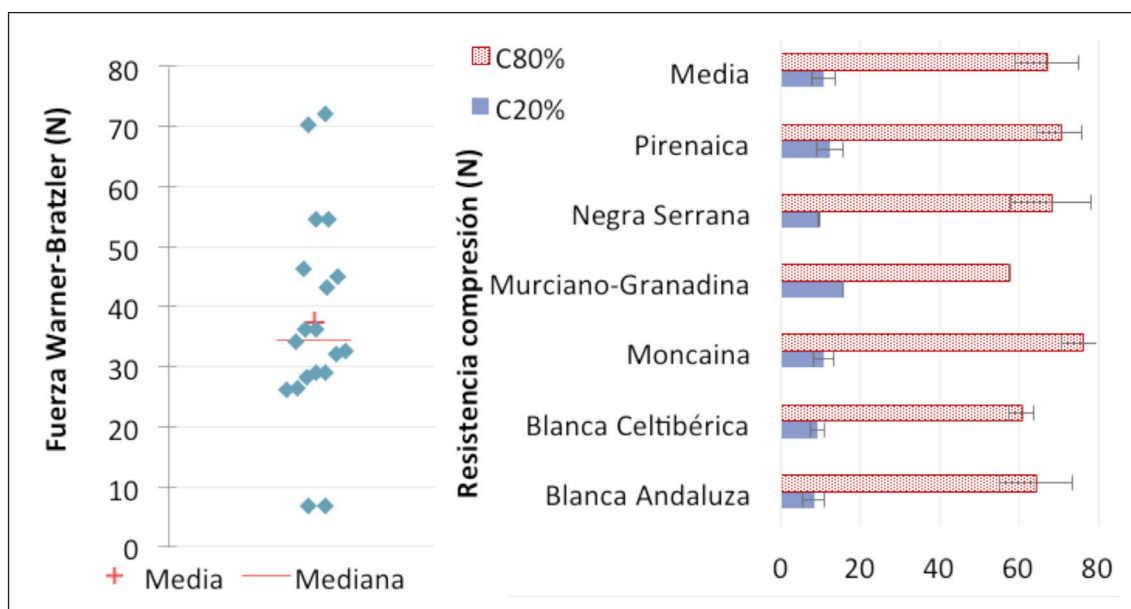 Fuerza Warner-Bratzler (N)
80
70
60
50
40
30
20
10
0
Media
Mediana
C80%
C20%
Resistencia compresión (N)
Media
Pirenaica
Negra Serrana
Murciano-Granadina
Moncaina
Blanca Celtibérica
Blanca Andaluza
0 20 40 60 80